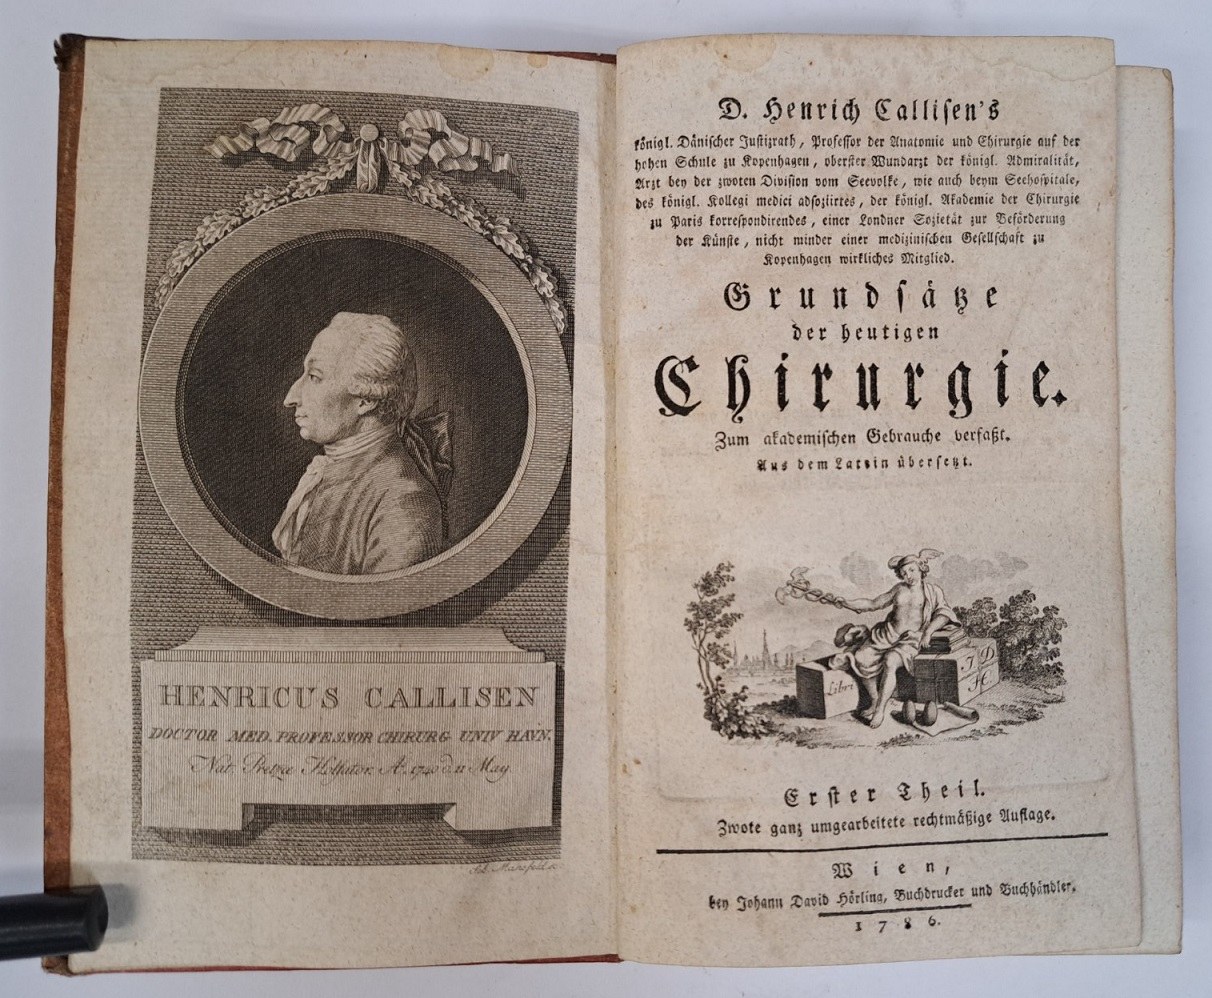 HENRICUS CALLISEN
DOCTOR MED. PROFESSOR CHIRURG. UNIV HAVN.
Nat. Pretzæ Holsator. A. 1740 d. 11 May
D. Henrich Calliſen's
königl. Dänischer Juſtizrath, Profeſſor der Anatomie und Chirurgie auf der
hohen Schule zu Kopenhagen, oberſter Wundarzt der königl. Admiralität,
Arzt bey der zwoten Diviſion vom Seevolke, wie auch beym Seehoſpitale,
des königl. Kollegi medici adſoziirtes, der königl. Akademie der Chirurgie
zu Paris korreſpondirendes, einer Londner Sozietät zur Beförderung
der Künſte, nicht minder einer mediziniſchen Geſellſchaft zu
Kopenhagen wirkliches Mitglied.
Grundſätze
der heutigen
Chirurgie.
Zum akademiſchen Gebrauche verfaßt.
Aus dem Latein überſetzt.
Libri
I D
H
Erſter Theil.
Zwote ganz umgearbeitete rechtmäßige Auflage.
Wien,
bey Johann David Hörling, Buchdrucker und Buchhändler.
1786.